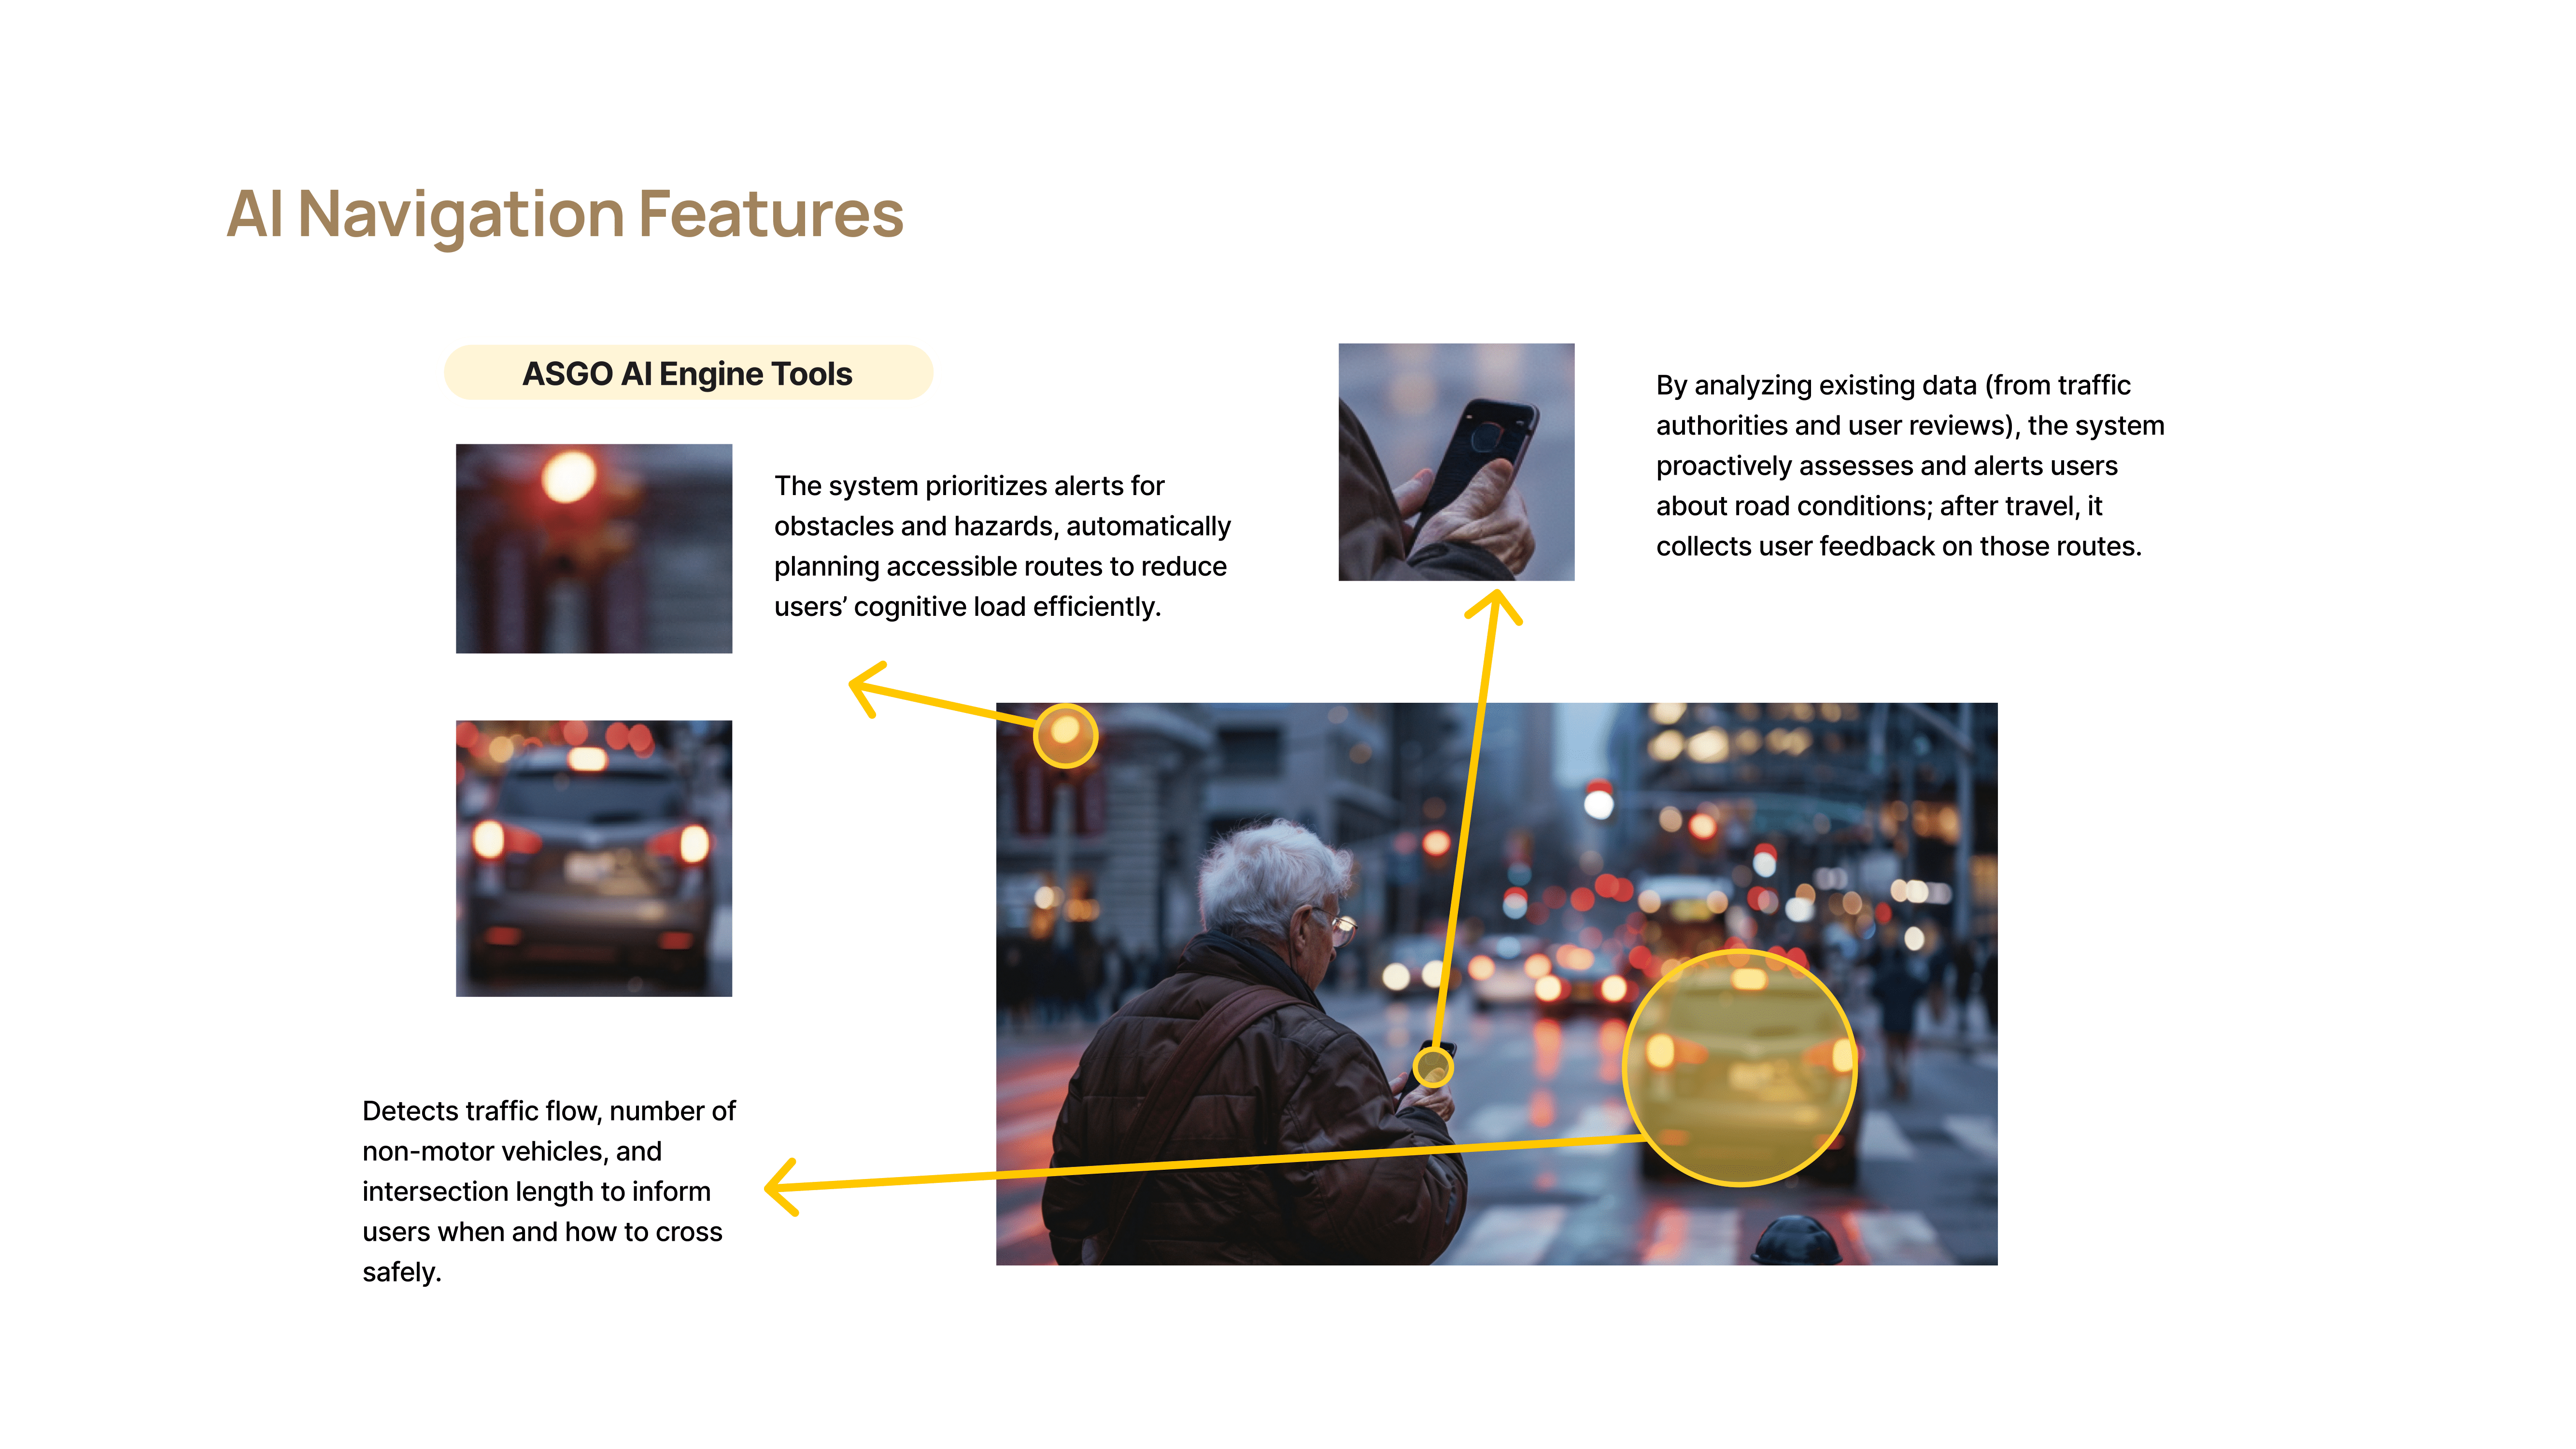 AI Navigation Features
ASGO AI Engine Tools
The system prioritizes alerts for
obstacles and hazards, automatically
planning accessible routes to reduce
users’ cognitive load efficiently.
By analyzing existing data (from traffic
authorities and user reviews), the system
proactively assesses and alerts users
about road conditions; after travel, it
collects user feedback on those routes.
Detects traffic flow, number of
non-motor vehicles, and
intersection length to inform
users when and how to cross
safely.